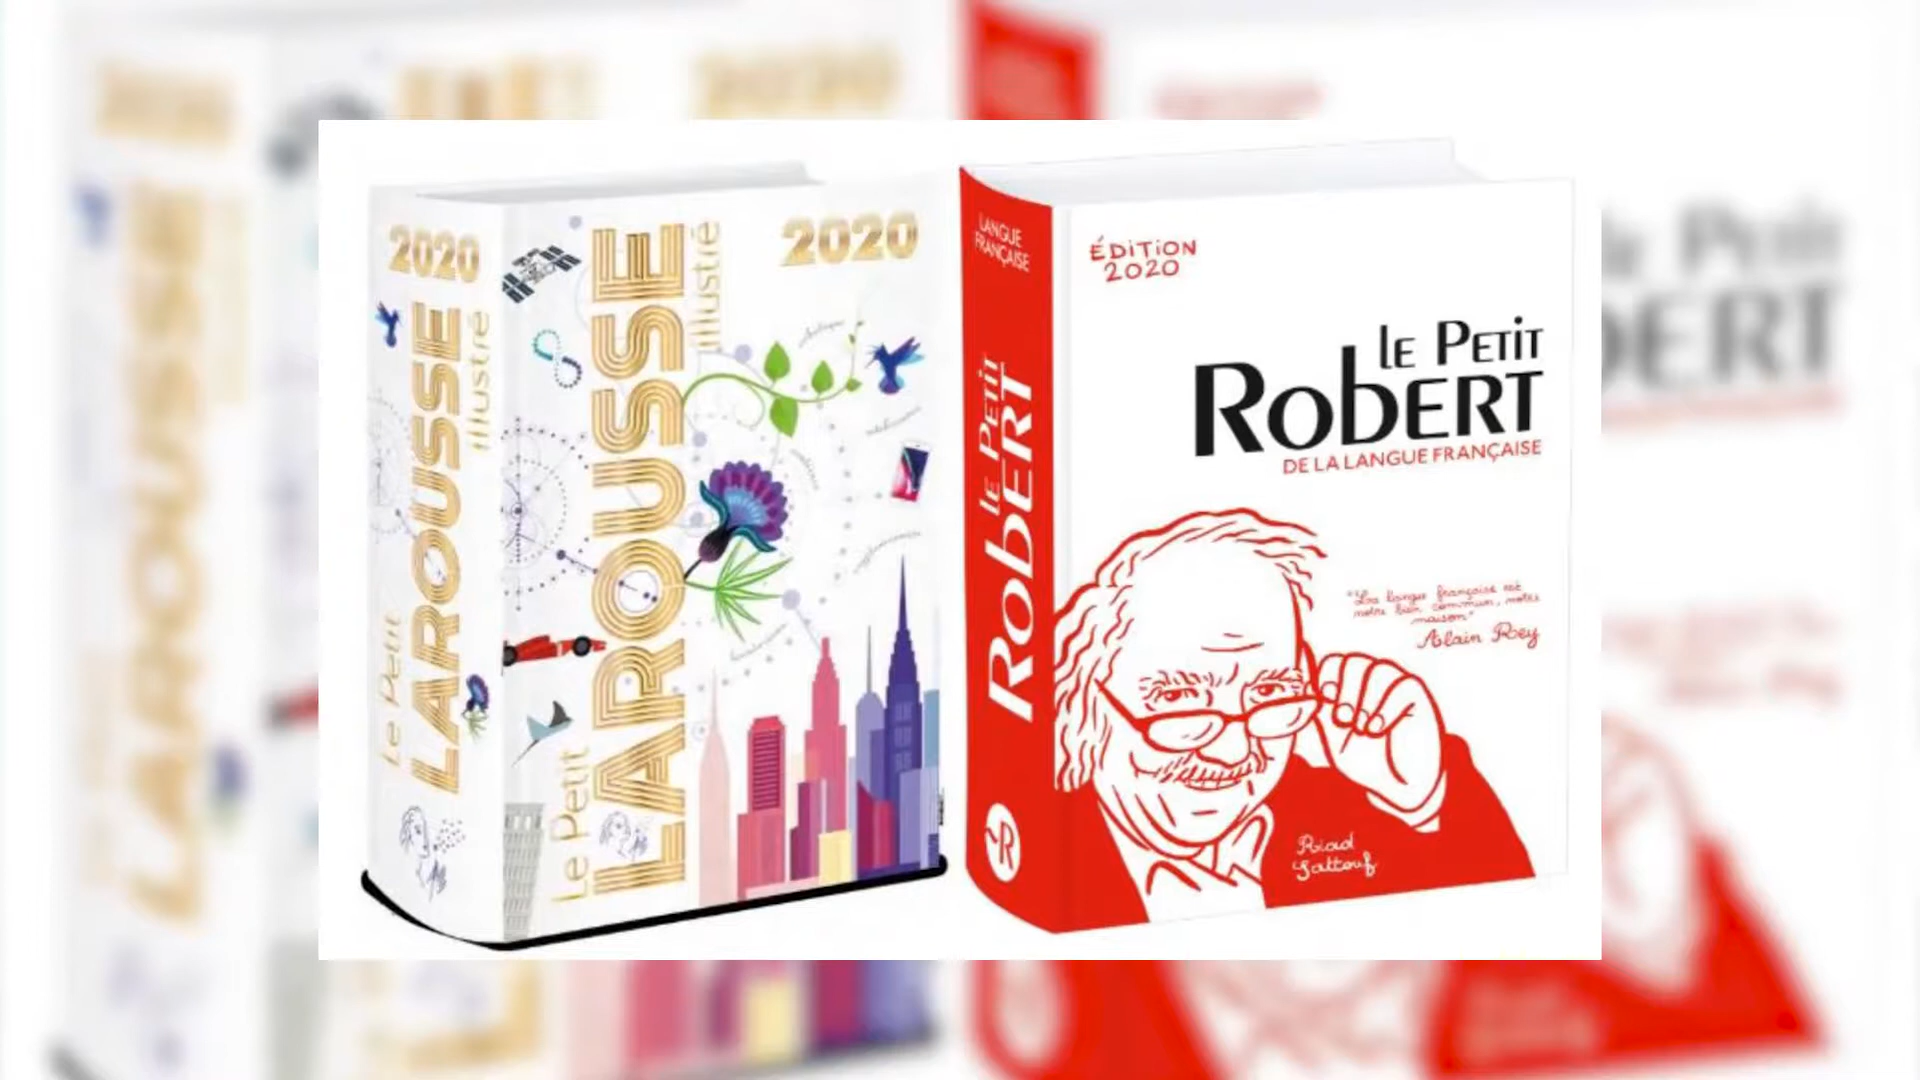 2020
Le Petit
LAROUSSE
illustré
2020
Le Petit
LAROUSSE
illustré
LANGUE
FRANÇAISE
le Petit
Robert
ÉDITION
2020
le Petit
Robert
DE LA LANGUE FRANÇAISE
"La langue française est
notre bien commun, notre
maison"
Alain Rey
Riad
Sattouf